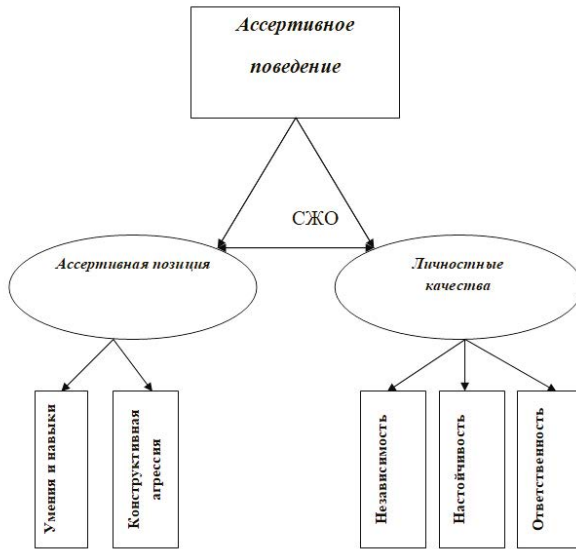 Ассертивное
поведение
СЖО
Ассертивная позиция
Личностные
качества
Умения и навыки
Конструктивная
агрессия
Независимость
Настойчивость
Ответственность